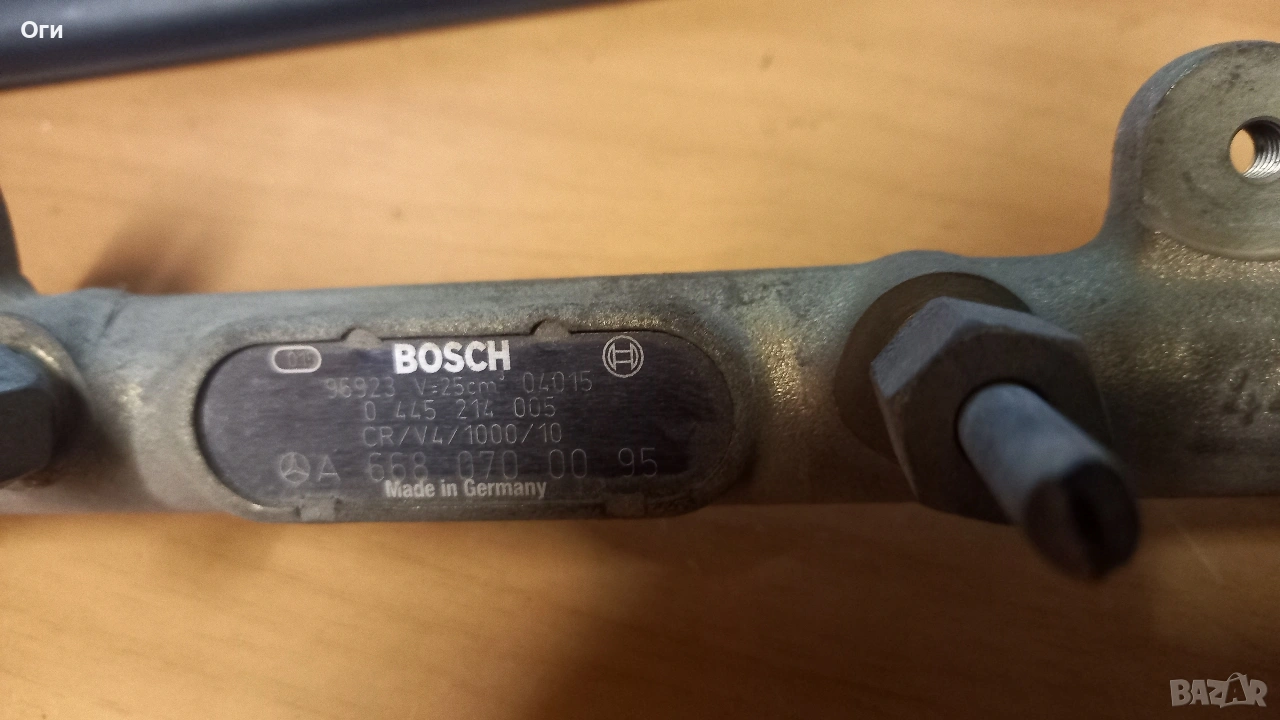 Оги
BOSCH
96923 V=25cm³ 04015
0 445 214 005
CR/V4/1000/10
A 668 070 00 95
Made in Germany
BAZAR